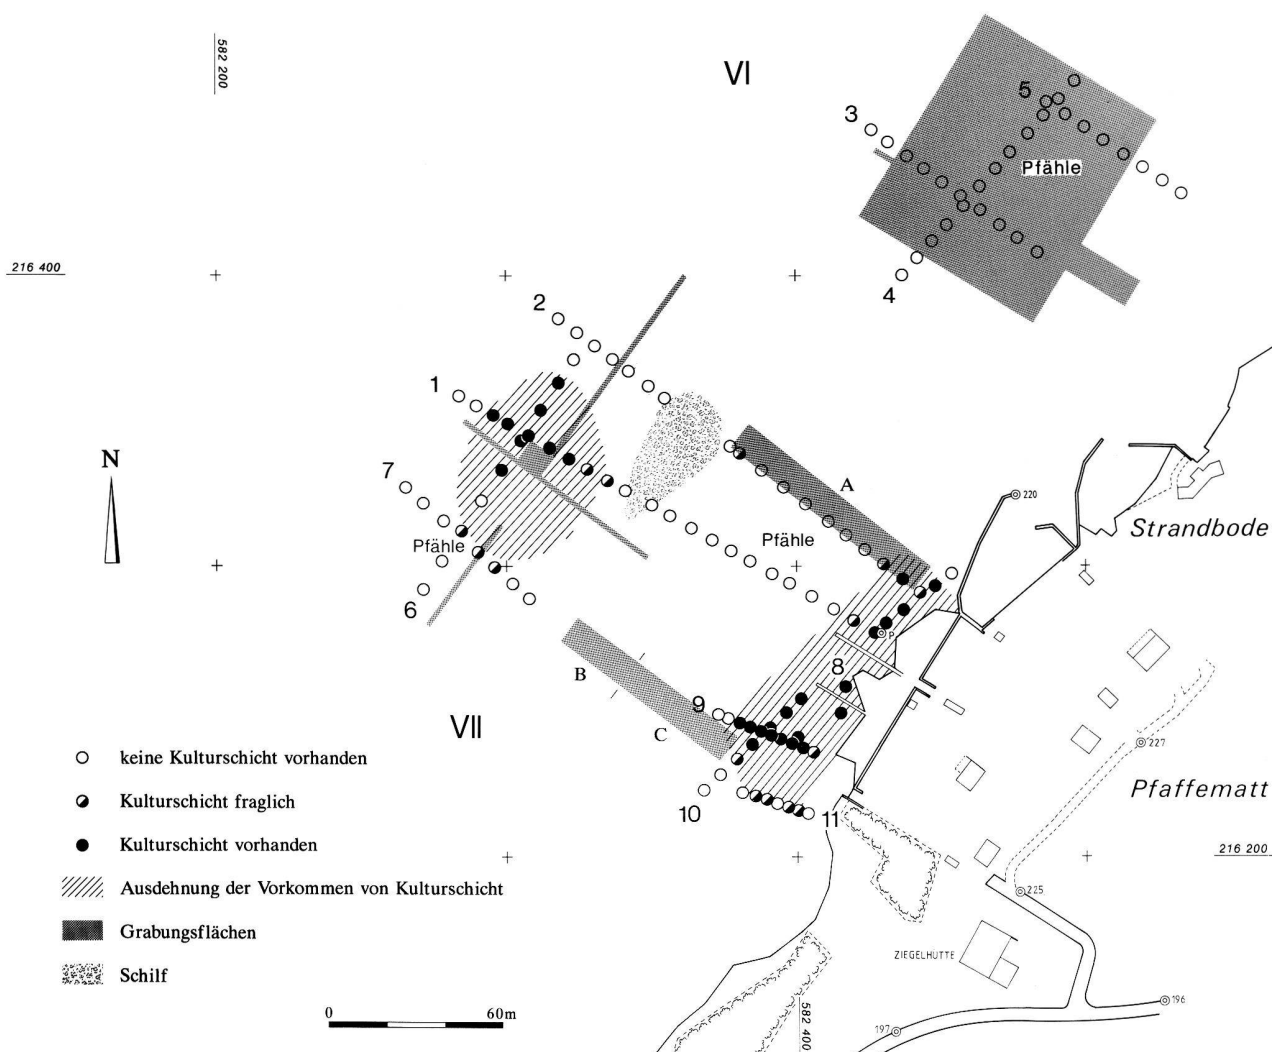 582 200
VI
5
3
Pfähle
4
216 400
2
1
N
7
A
220
Strandbode
Pfähle
Pfähle
6
P
B
8
9
C
VII
227
10
11
Pfaffematt
keine Kulturschicht vorhanden
Kulturschicht fraglich
Kulturschicht vorhanden
Ausdehnung der Vorkommen von Kulturschicht
Grabungsflächen
Schilf
216 200
225
ZIEGELHÜTTE
196
197
582 400
0 60m